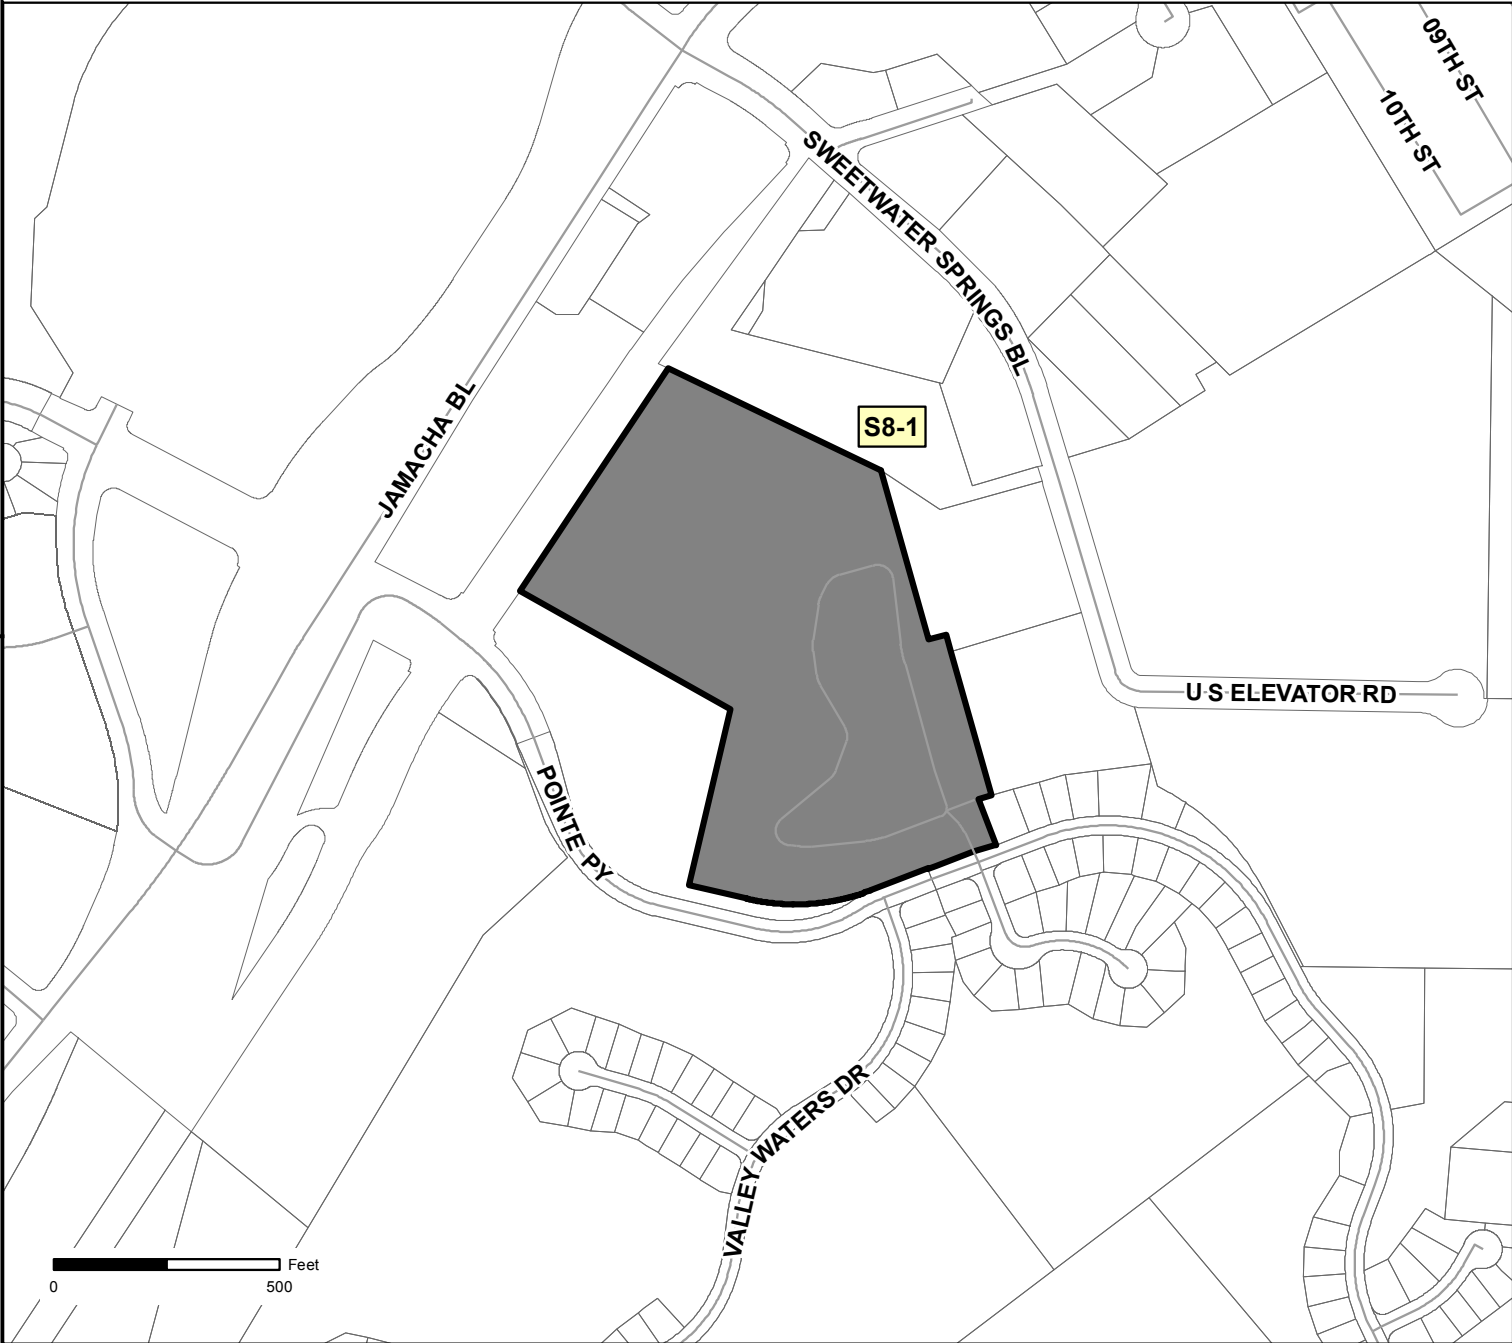 09TH ST
10TH ST
SWEETWATER SPRINGS BL
JAMACHA BL
S8-1
U S ELEVATOR RD
POINTE PY
VALLEY WATERS DR
Feet
0 500